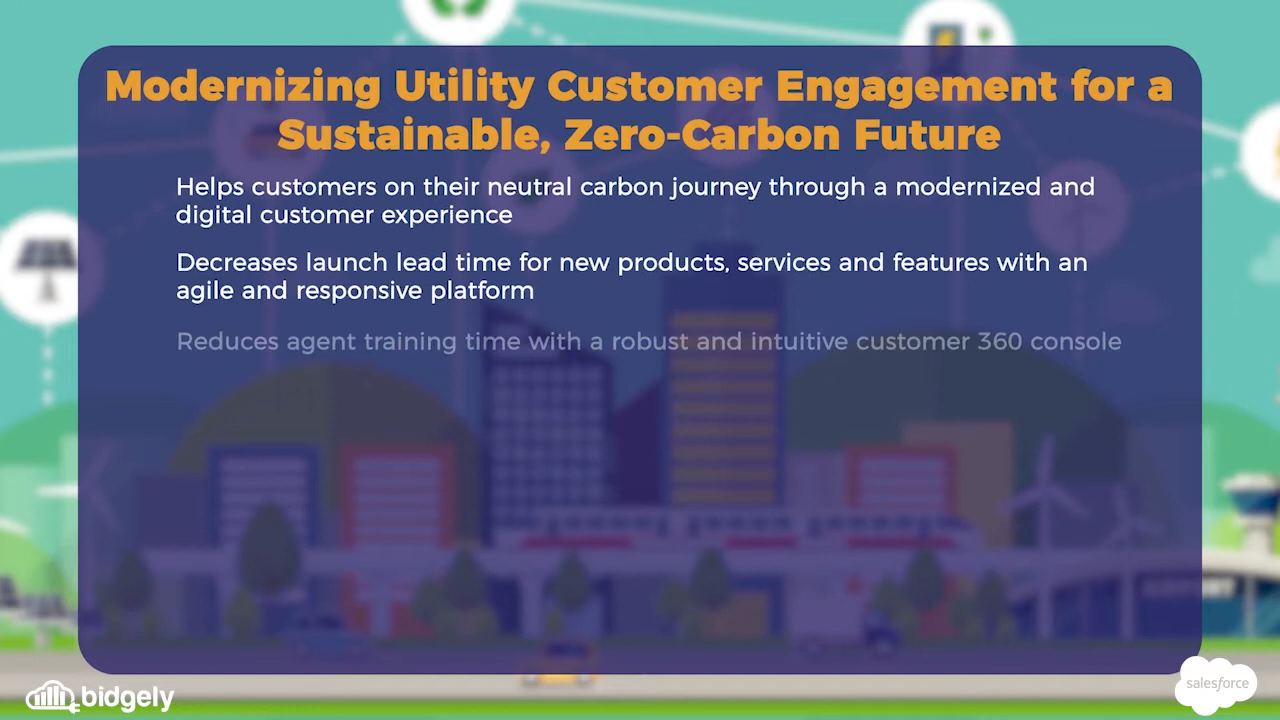 Modernizing Utility Customer Engagement for a
Sustainable, Zero-Carbon Future
Helps customers on their neutral carbon journey through a modernized and
digital customer experience
Decreases launch lead time for new products, services and features with an
agile and responsive platform
Reduces agent training time with a robust and intuitive customer 360 console
AIRPORT
bidgely
salesforce